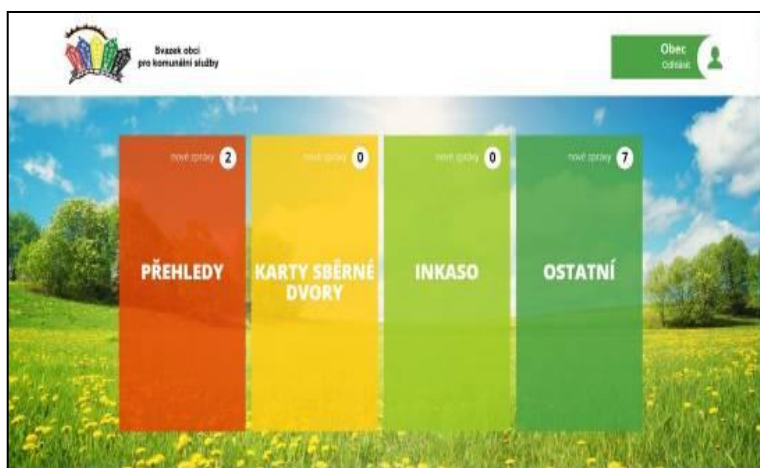 Svazek obcí
pro komunální služby
Obec
Odhlásit
nové zprávy 2
nové zprávy 0
nové zprávy 0
nové zprávy 7
PŘEHLEDY
KARTY SBĚRNÉ
DVORY
INKASO
OSTATNÍ